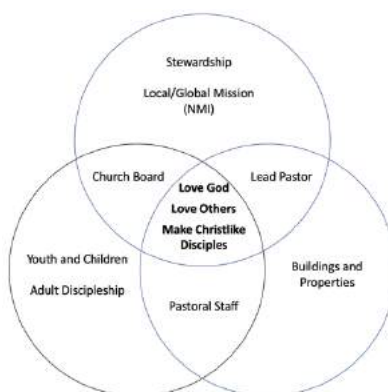 Stewardship
Local/Global Mission
(NMI)
Church Board
Lead Pastor
Love God
Love Others
Make Christlike
Disciples
Youth and Children
Adult Discipleship
Buildings and
Properties
Pastoral Staff